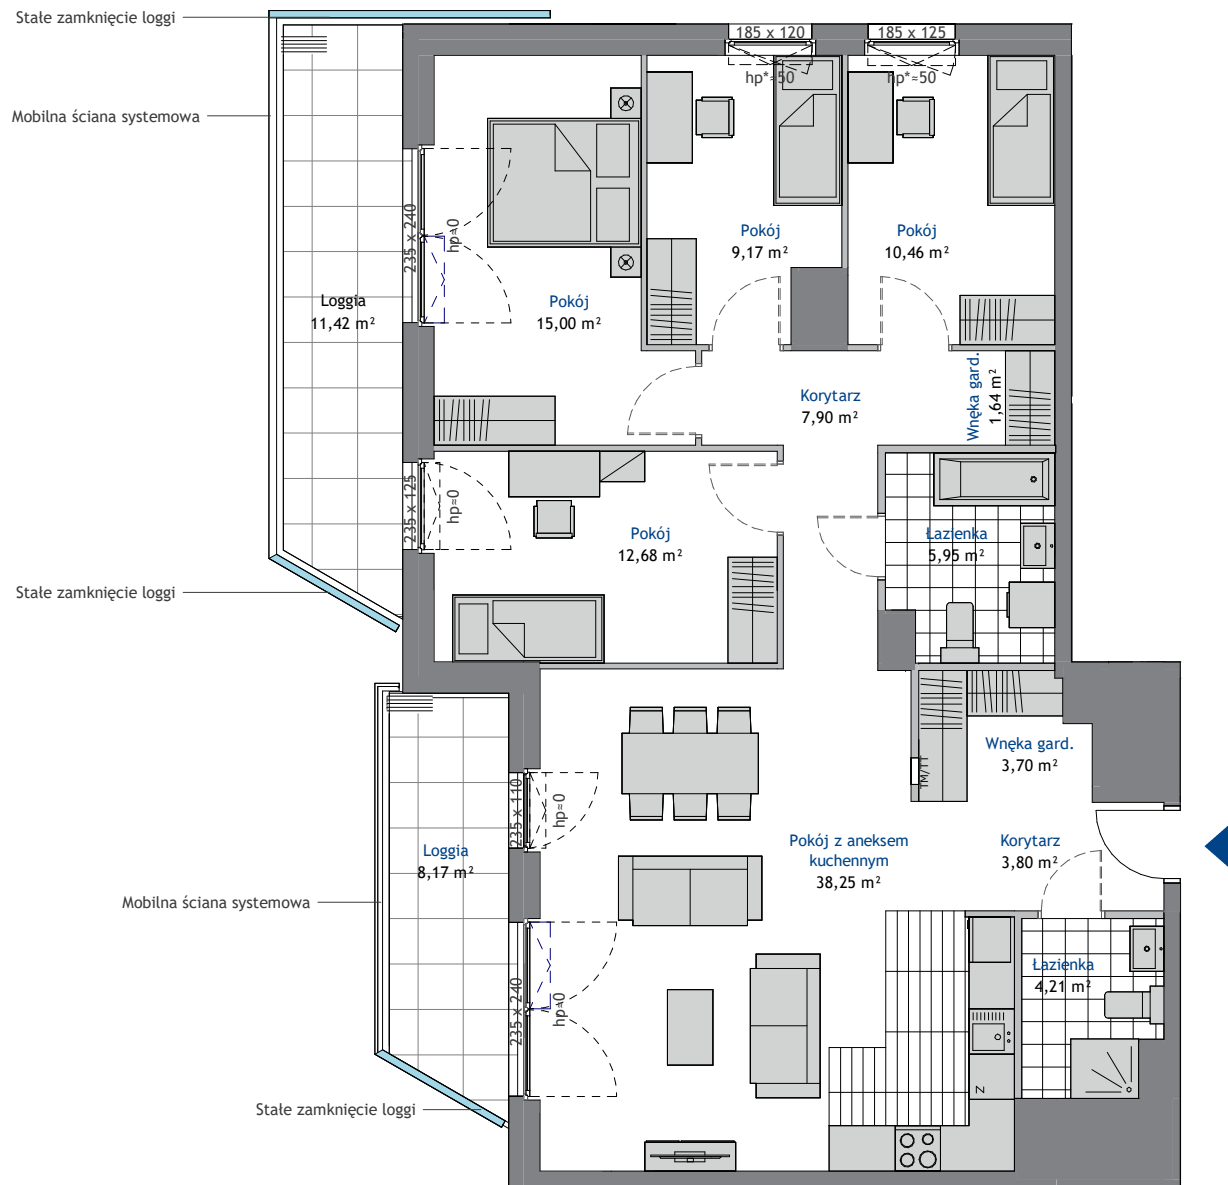 Stałe zamknięcie loggi
185 x 120
185 x 125
hp*≈50
hp*≈50
Mobilna ściana systemowa
235 x 240
hp≈0
Pokój
9,17 m²
Pokój
10,46 m²
Loggia
11,42 m²
Pokój
15,00 m²
Korytarz
7,90 m²
Wnęka gard.
1,64 m²
235 x 125
hp≈0
Pokój
12,68 m²
Łazienka
5,95 m²
Stałe zamknięcie loggi
Wnęka gard.
3,70 m²
TM/TT
235 x 110
hp≈0
Loggia
8,17 m²
Pokój z aneksem
kuchennym
38,25 m²
Korytarz
3,80 m²
Mobilna ściana systemowa
235 x 240
hp≈0
Łazienka
4,21 m²
Z
Stałe zamknięcie loggi